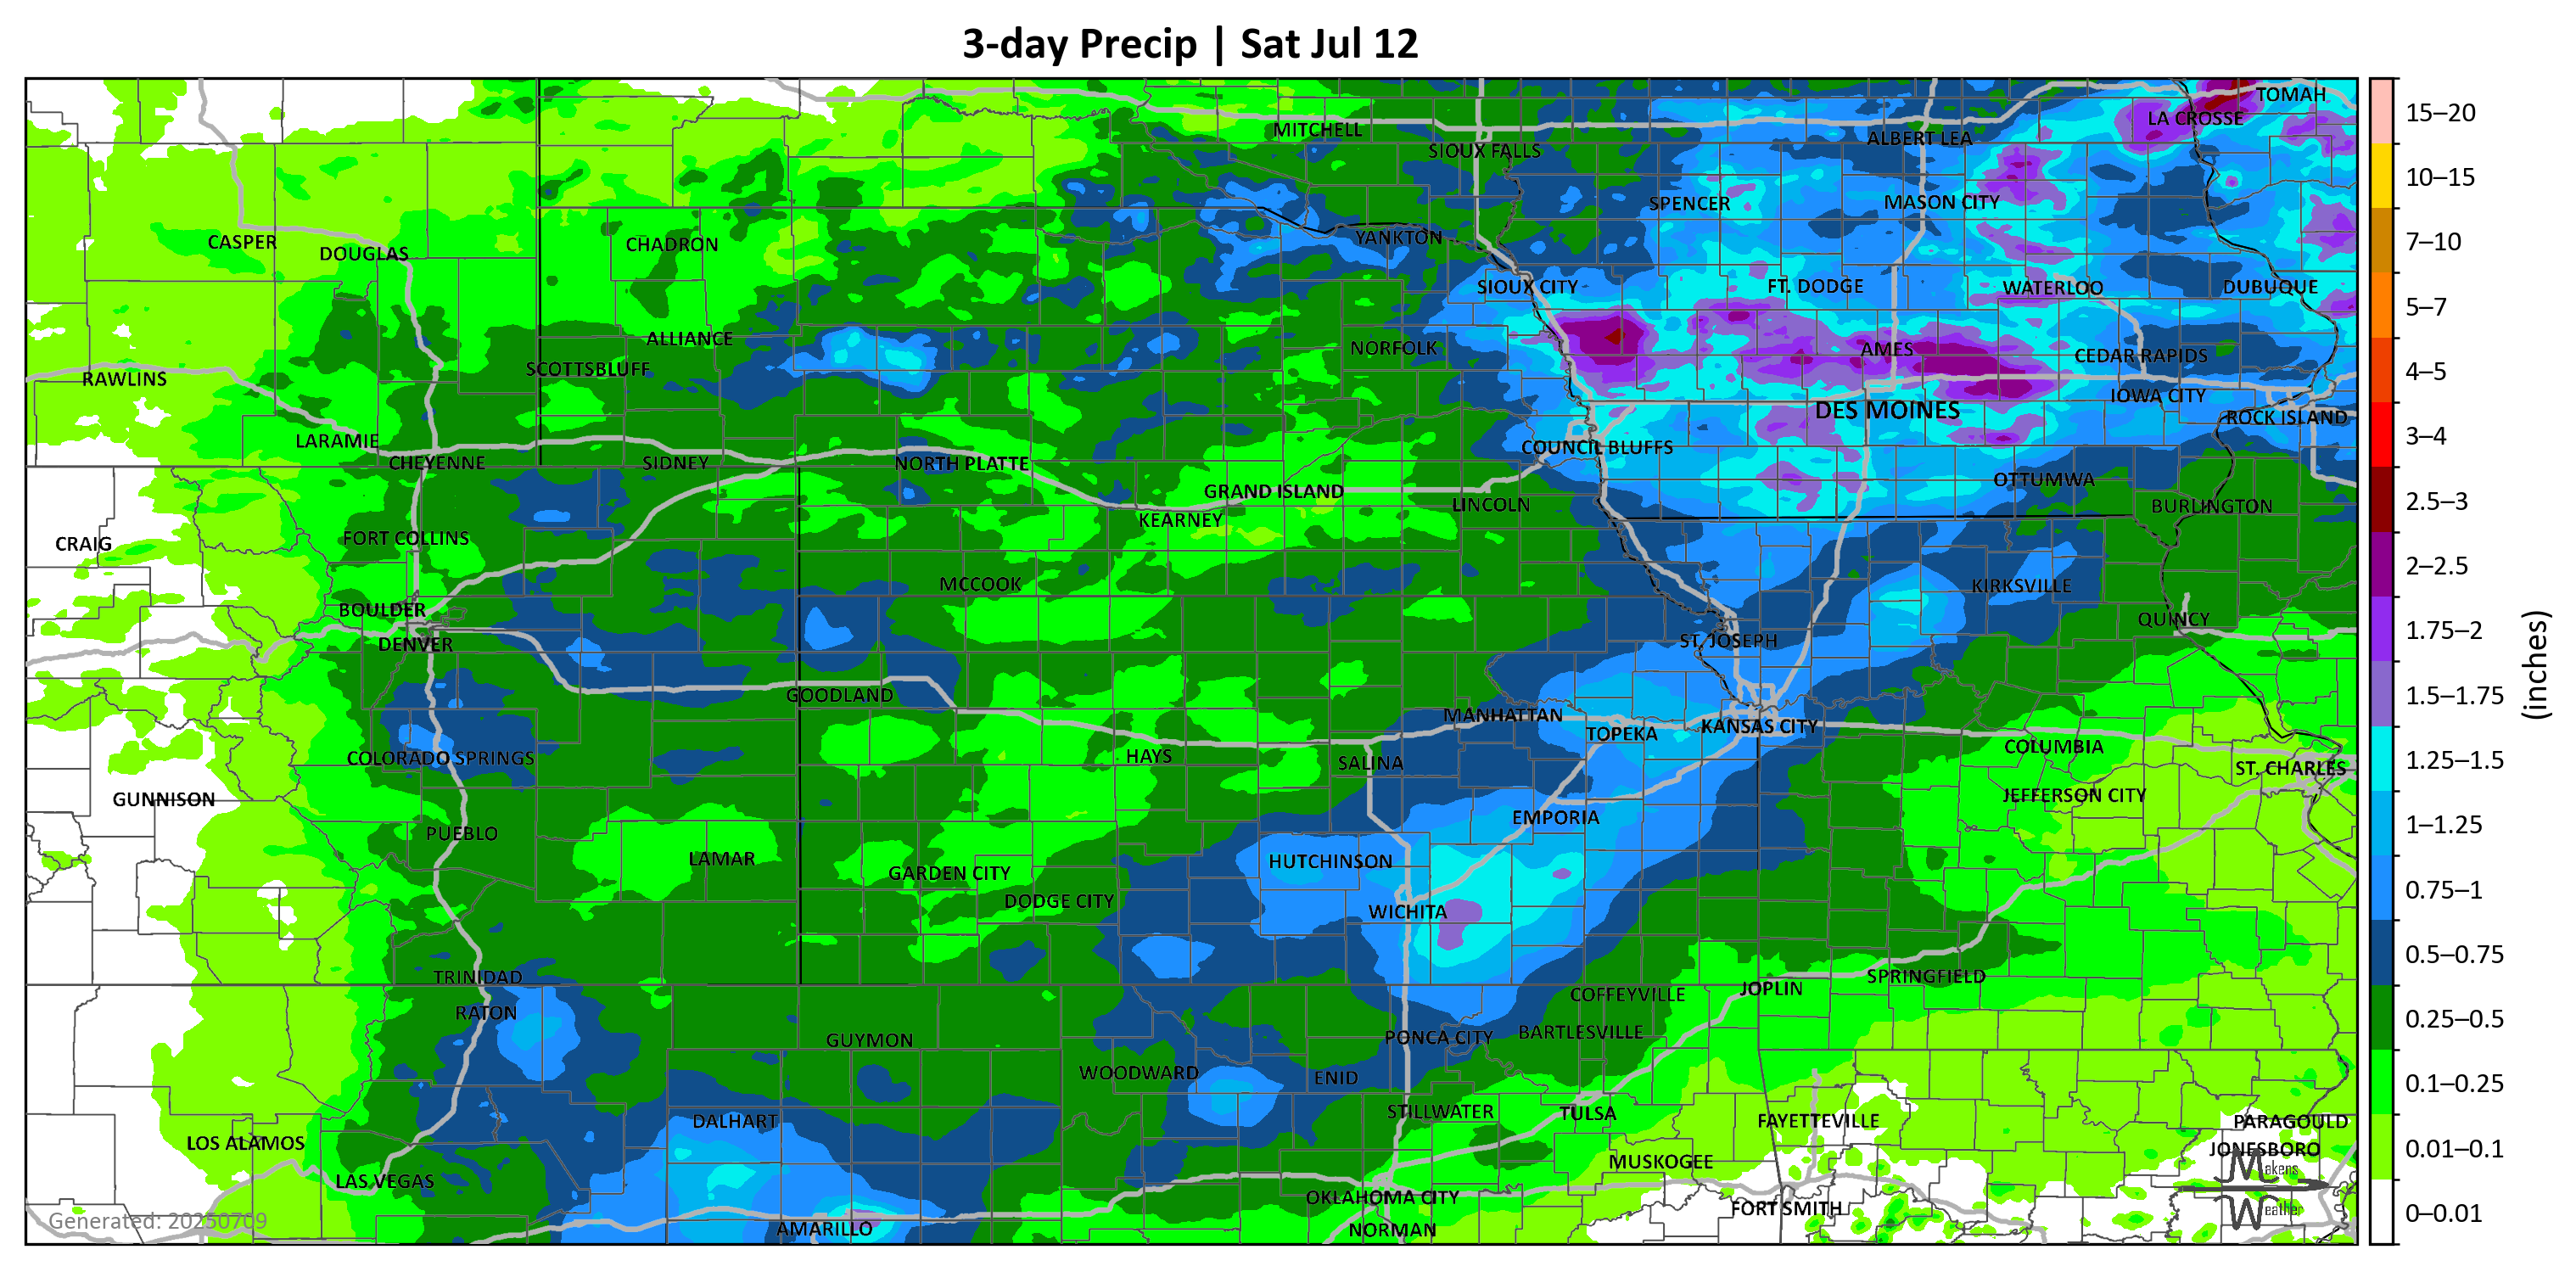 3-day Precip | Sat Jul 12
TOMAH
LA CROSSE
MITCHELL
ALBERT LEA
SIOUX FALLS
SPENCER
MASON CITY
YANKTON
CASPER
CHADRON
DOUGLAS
SIOUX CITY
FT. DODGE
WATERLOO
DUBUQUE
ALLIANCE
NORFOLK
AMES
CEDAR RAPIDS
SCOTTSBLUFF
RAWLINS
IOWA CITY
DES MOINES
ROCK ISLAND
LARAMIE
COUNCIL BLUFFS
CHEYENNE
SIDNEY
NORTH PLATTE
OTTUMWA
GRAND ISLAND
LINCOLN
BURLINGTON
KEARNEY
FORT COLLINS
CRAIG
MCCOOK
KIRKSVILLE
BOULDER
QUINCY
DENVER
ST. JOSEPH
GOODLAND
MANHATTAN
KANSAS CITY
TOPEKA
COLUMBIA
HAYS
COLORADO SPRINGS
SALINA
ST. CHARLES
GUNNISON
JEFFERSON CITY
EMPORIA
PUEBLO
LAMAR
HUTCHINSON
GARDEN CITY
DODGE CITY
WICHITA
TRINIDAD
SPRINGFIELD
JOPLIN
COFFEYVILLE
RATON
BARTLESVILLE
PONCA CITY
GUYMON
WOODWARD
ENID
STILLWATER
TULSA
DALHART
FAYETTEVILLE
PARAGOULD
LOS ALAMOS
JONESBORO
MUSKOGEE
LAS VEGAS
OKLAHOMA CITY
FORT SMITH
AMARILLO
NORMAN
Makens
Weather
Generated: 20250709
15–20
10–15
7–10
5–7
4–5
3–4
2.5–3
2–2.5
1.75–2
1.5–1.75
1.25–1.5
1–1.25
0.75–1
0.5–0.75
0.25–0.5
0.1–0.25
0.01–0.1
0–0.01
(inches)